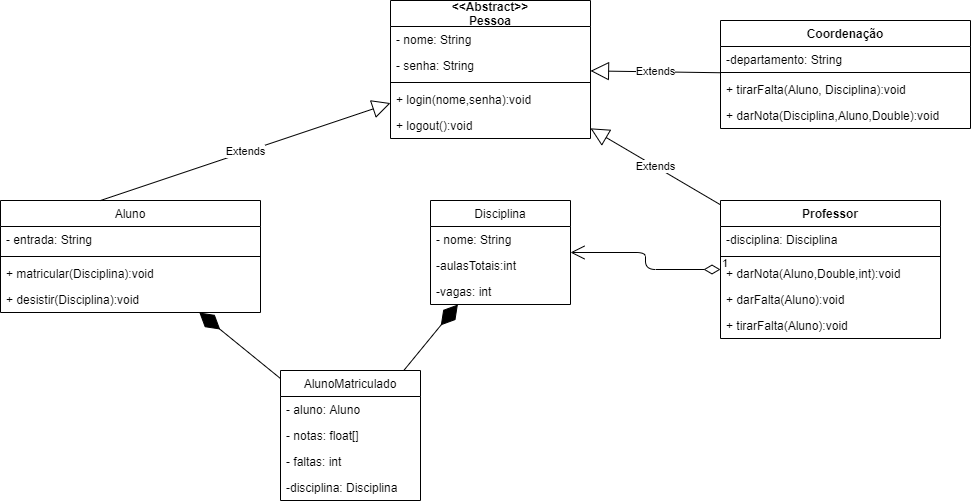 <<Abstract>>
Pessoa
- nome: String
- senha: String
+ login(nome,senha):void
+ logout():void
Coordenação
-departamento: String
+ tirarFalta(Aluno, Disciplina):void
+ darNota(Disciplina,Aluno,Double):void
Extends
Extends
Extends
Aluno
- entrada: String
+ matricular(Disciplina):void
+ desistir(Disciplina):void
Disciplina
- nome: String
-aulasTotais:int
-vagas: int
Professor
-disciplina: Disciplina
1
+ darNota(Aluno,Double,int):void
+ darFalta(Aluno):void
+ tirarFalta(Aluno):void
AlunoMatriculado
- aluno: Aluno
- notas: float[]
- faltas: int
-disciplina: Disciplina